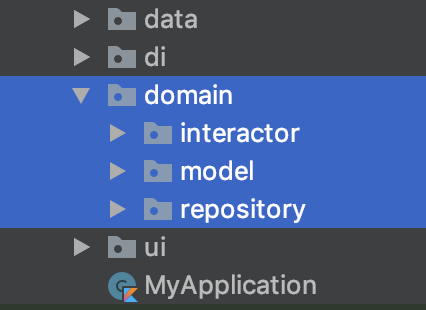 data
di
domain
interactor
model
repository
ui
MyApplication